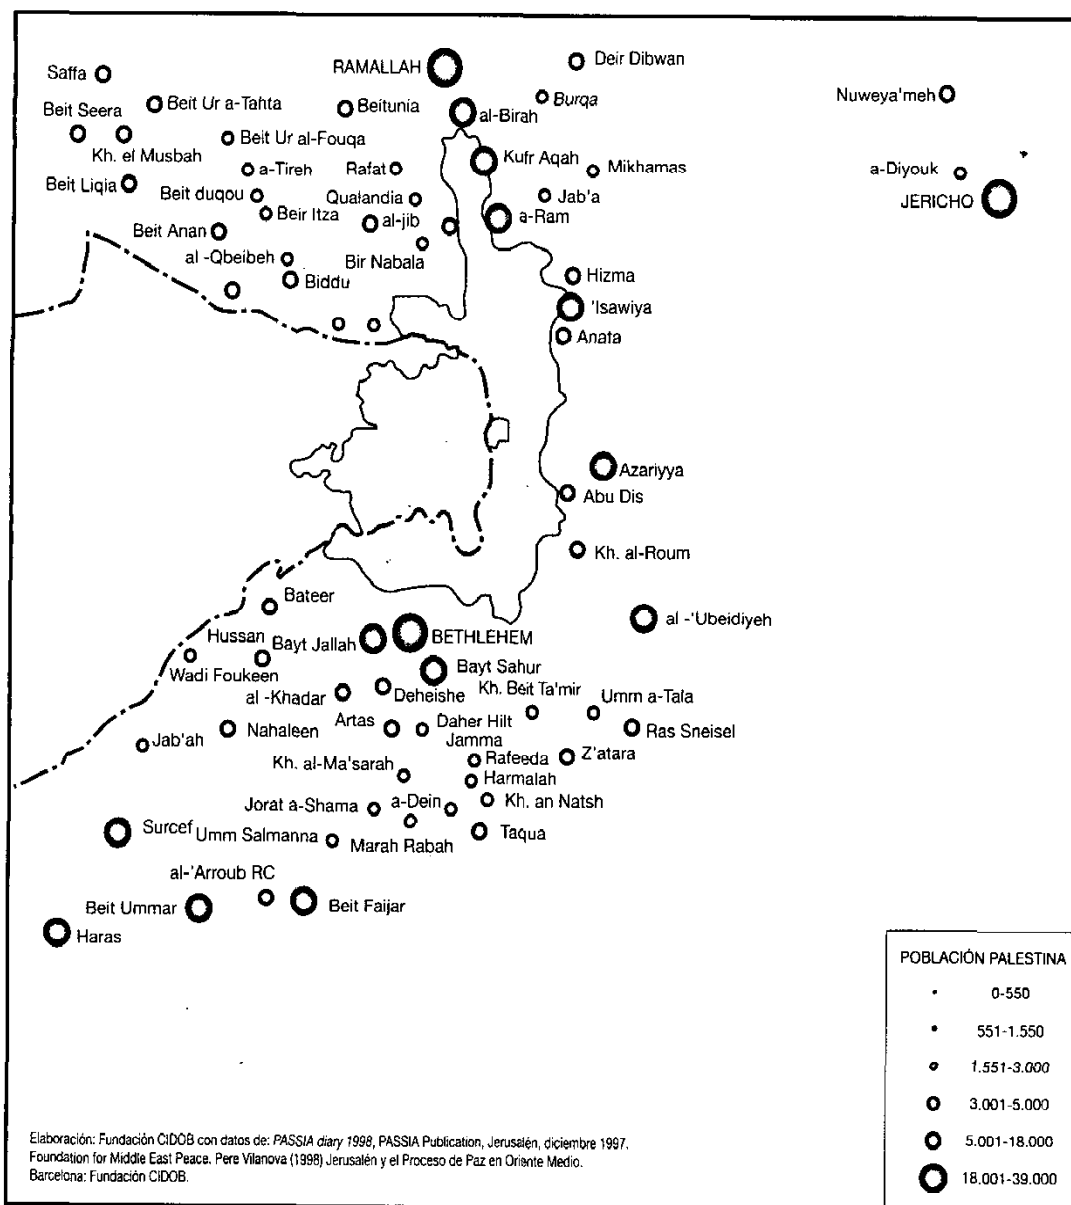 RAMALLAH
Deir Dibwan
Saffa
Beit Ur a-Tahta
Beitunia
Burqa
Nuweya'meh
Beit Seera
al-Birah
Kh. el Musbah
Beit Ur al-Fouqa
Kufr Aqah
a-Tireh
Rafat
Mikhamas
a-Diyouk
Beit Liqia
Beit duqou
Qualandia
Jab'a
JERICHO
Beir Itza
al-jib
a-Ram
Beit Anan
al -Qbeibeh
Bir Nabala
Biddu
Hizma
'Isawiya
Anata
Azariyya
Abu Dis
Kh. al-Roum
Bateer
al -'Ubeidiyeh
Hussan
Bayt Jallah
BETHLEHEM
Wadi Foukeen
Bayt Sahur
al -Khadar
Deheishe
Kh. Beit Ta'mir
Umm a-Tala
Nahaleen
Artas
Daher Hilt
Jamma
Ras Sneisel
Jab'ah
Rafeeda
Z'atara
Kh. al-Ma'sarah
Harmalah
Jorat a-Shama
a-Dein
Kh. an Natsh
Surcef
Umm Salmanna
Marah Rabah
Taqua
al-'Arroub RC
Beit Ummar
Beit Faijar
Haras
POBLACIÓN PALESTINA
0-550
551-1.550
1.551-3.000
3.001-5.000
5.001-18.000
18.001-39.000
Elaboración: Fundación CIDOB con datos de: PASSIA diary 1998, PASSIA Publication, Jerusalén, diciembre 1997.
Foundation for Middle East Peace. Pere Vilanova (1998) Jerusalén y el Proceso de Paz en Oriente Medio.
Barcelona: Fundación CIDOB.